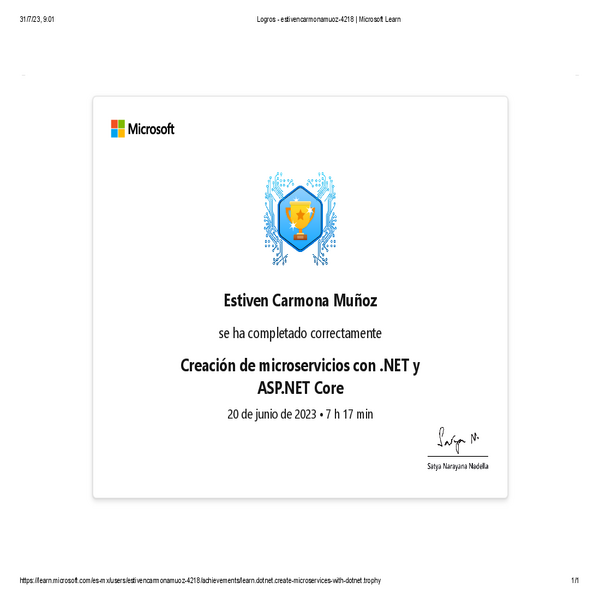 31/7/23, 9:01
Logros - estivencarmonamuoz-4218 | Microsoft Learn
Microsoft
Estiven Carmona Muñoz
se ha completado correctamente
Creación de microservicios con .NET y
ASP.NET Core
20 de junio de 2023 • 7 h 17 min
Satya N.
Satya Narayana Nadella
https://learn.microsoft.com/es-mx/users/estivencarmonamuoz-4218/achievements/learn.dotnet.create-microservices-with-dotnet.trophy
1/1